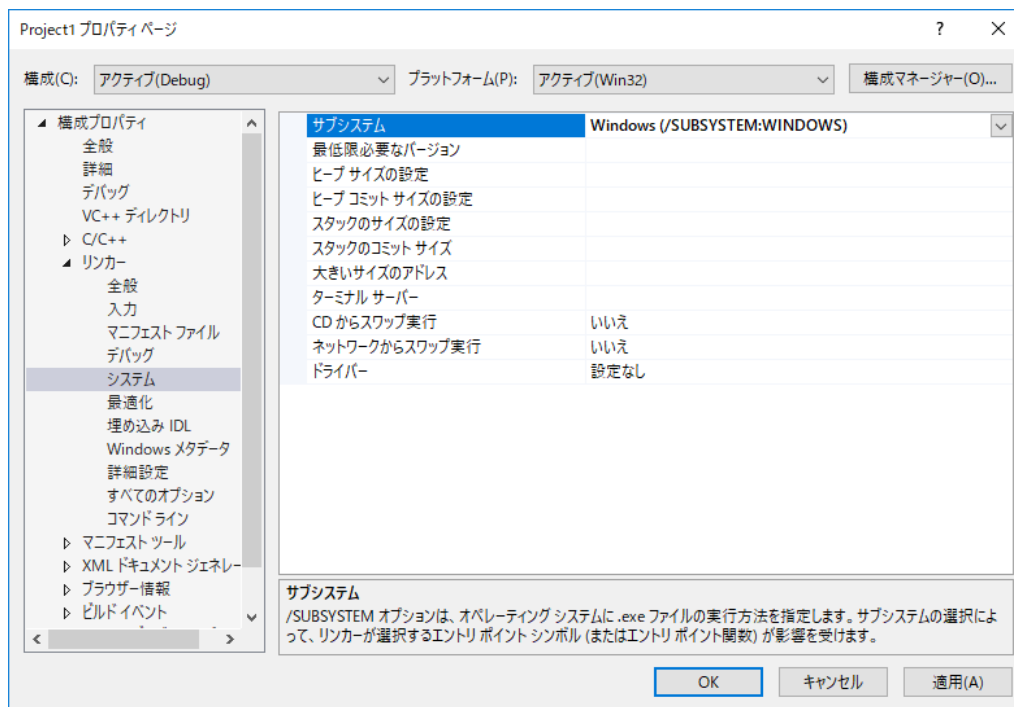 Project1 プロパティ ページ
?
構成(C): アクティブ(Debug) プラットフォーム(P): アクティブ(Win32) 構成マネージャー(O)...
構成プロパティ
全般
詳細
デバッグ
VC++ ディレクトリ
C/C++
リンカー
全般
入力
マニフェスト ファイル
デバッグ
システム
最適化
埋め込み IDL
Windows メタデータ
詳細設定
すべてのオプション
コマンド ライン
マニフェスト ツール
XML ドキュメント ジェネレー
ブラウザー情報
ビルド イベント
サブシステム Windows (/SUBSYSTEM:WINDOWS)
最低限必要なバージョン
ヒープ サイズの設定
ヒープ コミット サイズの設定
スタックのサイズの設定
スタックのコミット サイズ
大きいサイズのアドレス
ターミナル サーバー
CD からスワップ実行 いいえ
ネットワークからスワップ実行 いいえ
ドライバー 設定なし
サブシステム
/SUBSYSTEM オプションは、オペレーティング システムに .exe ファイルの実行方法を指定します。サブシステムの選択によ
って、リンカーが選択するエントリ ポイント シンボル (またはエントリ ポイント関数) が影響を受けます。
OK キャンセル 適用(A)